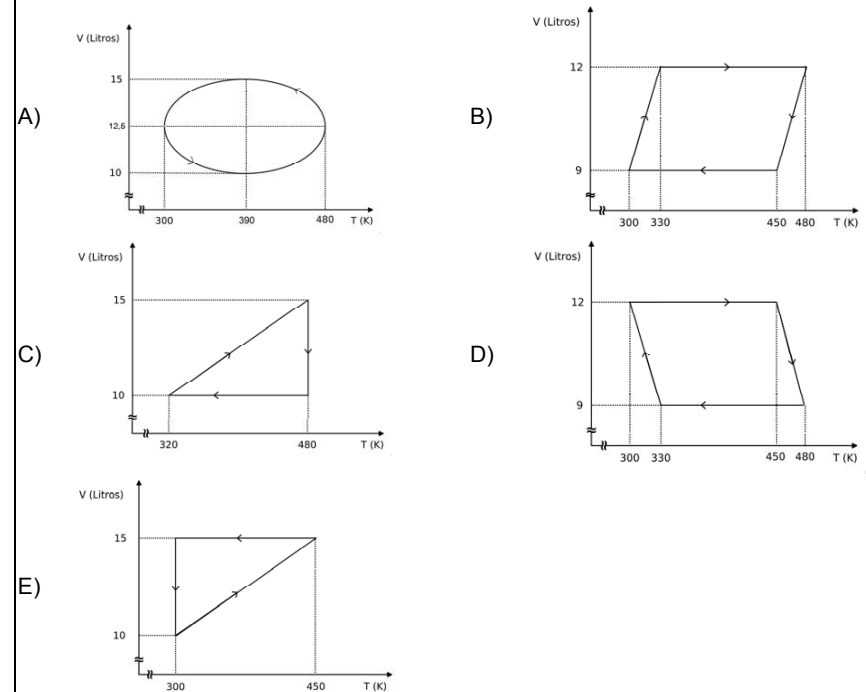 A)
V (Litros)
15
12,5
10
300 390 480 T (K)
B)
V (Litros)
12
9
300 330 450 480 T (K)
C)
V (Litros)
15
10
320 480 T (K)
D)
V (Litros)
12
9
300 330 450 480 T (K)
E)
V (Litros)
15
10
300 450 T (K)